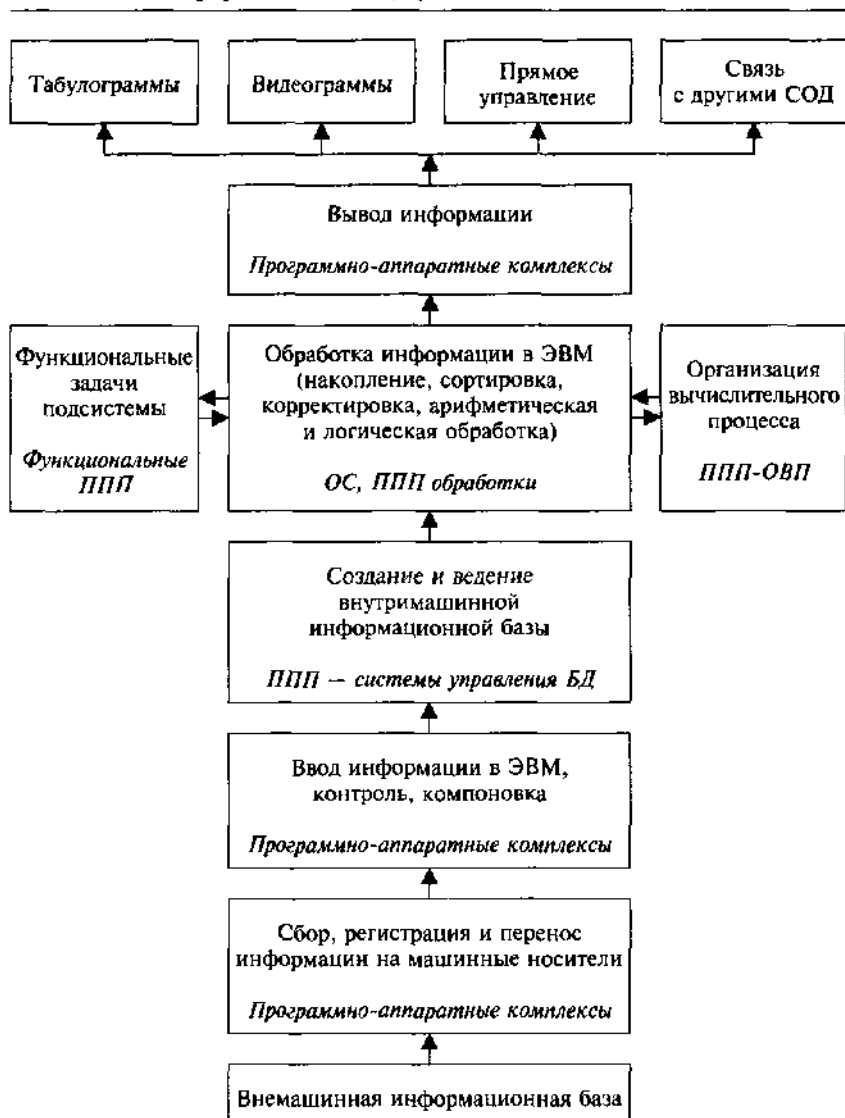 Табулограммы
Видеограммы
Прямое
управление
Связь
с другими СОД
Вывод информации
Программно-аппаратные комплексы
Функциональные
задачи
подсистемы
Функциональные
ППП
Обработка информации в ЭВМ
(накопление, сортировка,
корректировка, арифметическая
и логическая обработка)
ОС, ППП обработки
Организация
вычислительного
процесса
ППП-ОВП
Создание и ведение
внутримашинной
информационной базы
ППП — системы управления БД
Ввод информации в ЭВМ,
контроль, компоновка
Программно-аппаратные комплексы
Сбор, регистрация и перенос
информации на машинные носители
Программно-аппаратные комплексы
Внемашинная информационная база